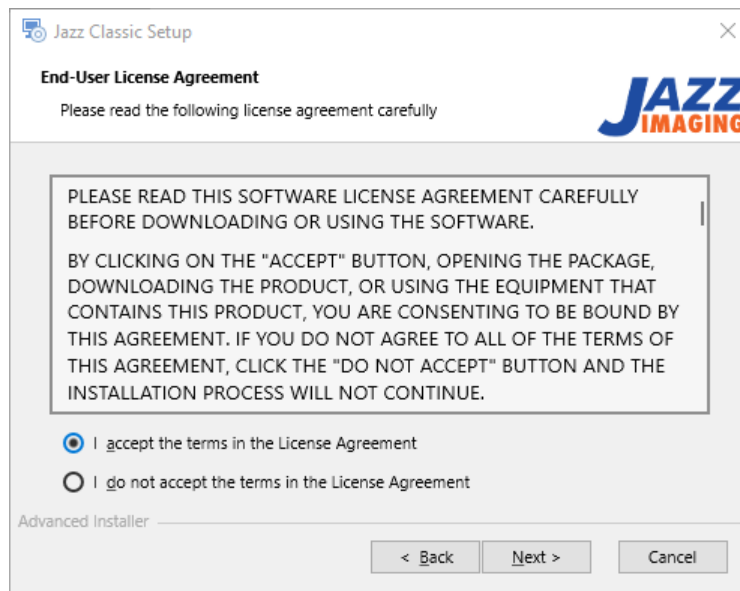 Jazz Classic Setup
End-User License Agreement
Please read the following license agreement carefully
JAZZ
IMAGING
PLEASE READ THIS SOFTWARE LICENSE AGREEMENT CAREFULLY
BEFORE DOWNLOADING OR USING THE SOFTWARE.
BY CLICKING ON THE "ACCEPT" BUTTON, OPENING THE PACKAGE,
DOWNLOADING THE PRODUCT, OR USING THE EQUIPMENT THAT
CONTAINS THIS PRODUCT, YOU ARE CONSENTING TO BE BOUND BY
THIS AGREEMENT. IF YOU DO NOT AGREE TO ALL OF THE TERMS OF
THIS AGREEMENT, CLICK THE "DO NOT ACCEPT" BUTTON AND THE
INSTALLATION PROCESS WILL NOT CONTINUE.
I accept the terms in the License Agreement
I do not accept the terms in the License Agreement
Advanced Installer
< Back Next > Cancel